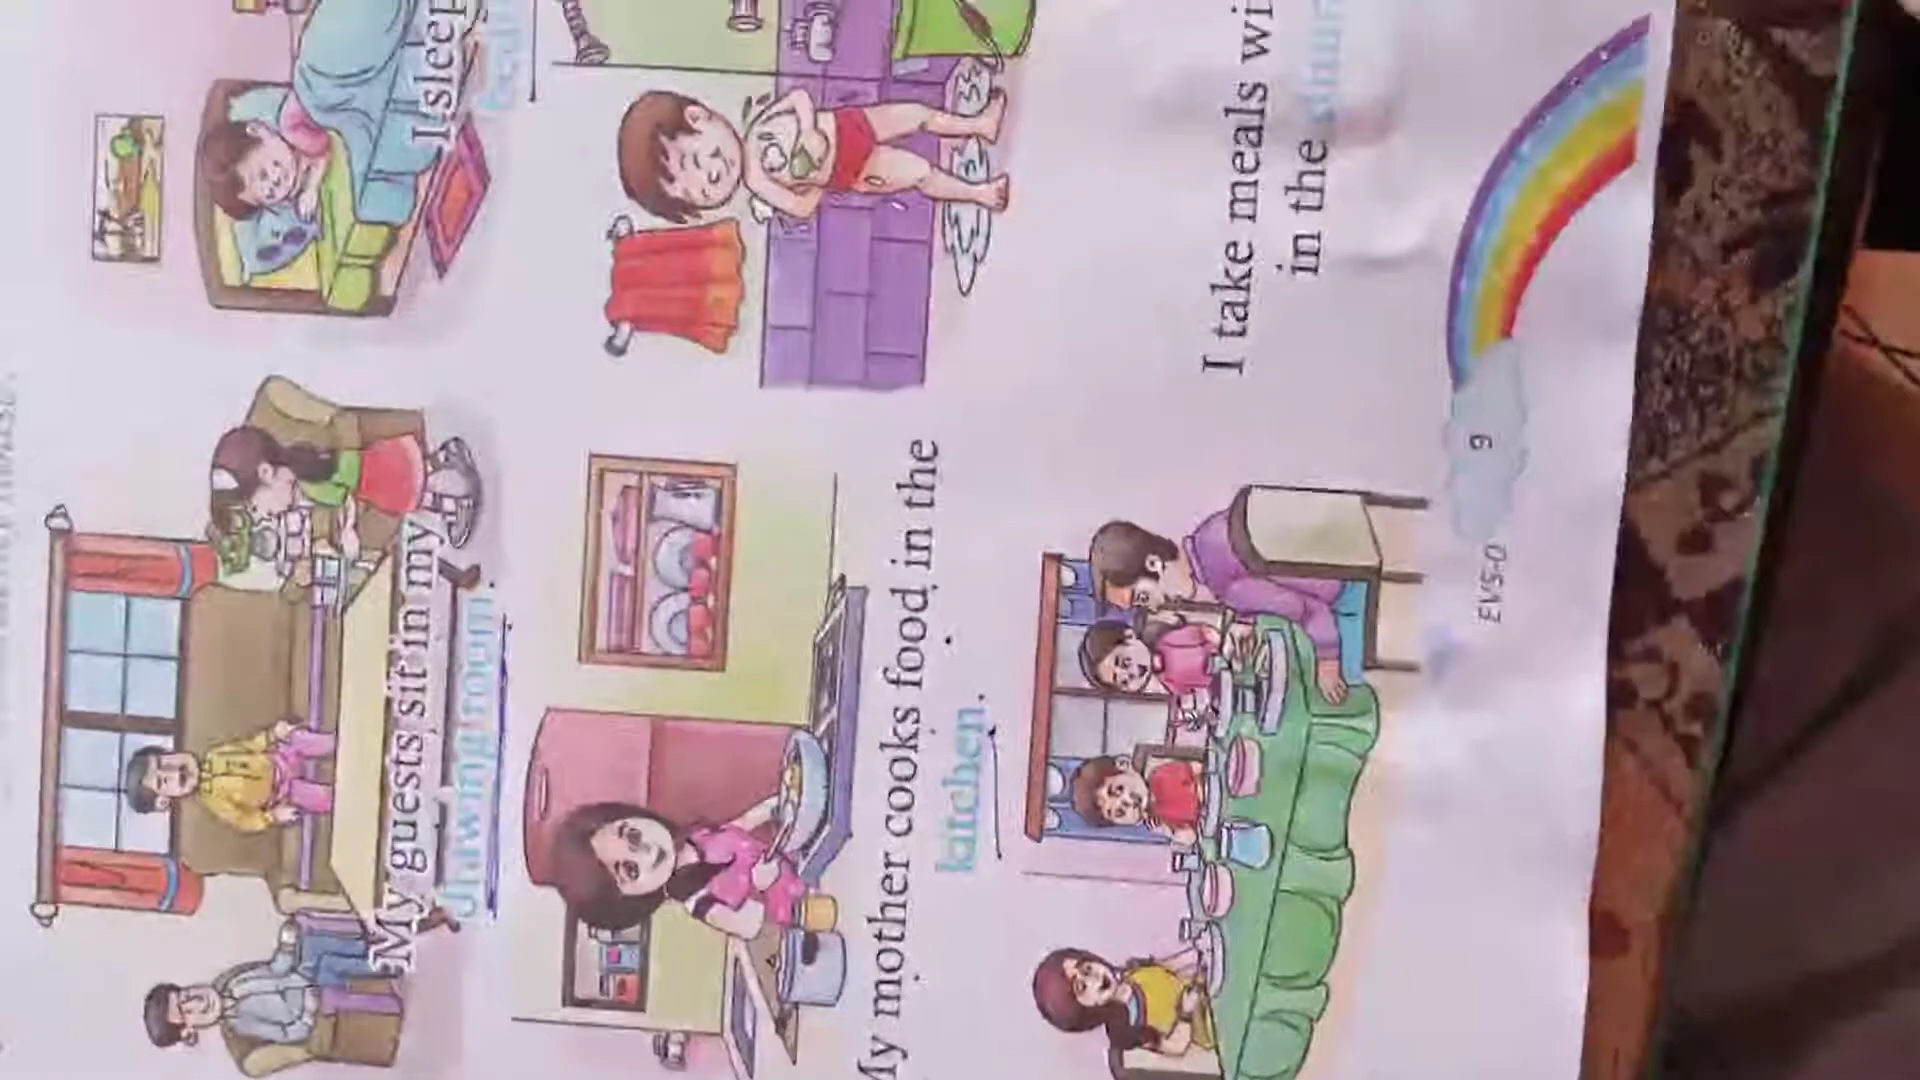 My guests sit in my
drawing room.
I sleep
My mother cooks food in the
kitchen.
I take meals wi
in the
EVS-0
9